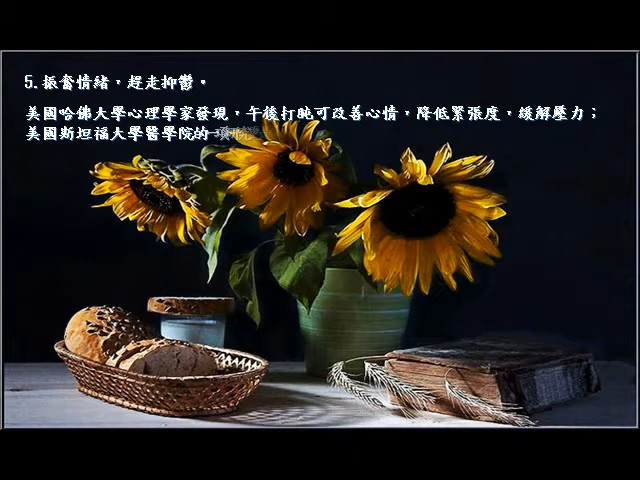 5.振奮情緒，趕走抑鬱。
美國哈佛大學心理學家發現，午後打盹可改善心情，降低緊張度，緩解壓力；
美國斯坦福大學醫學院的一項